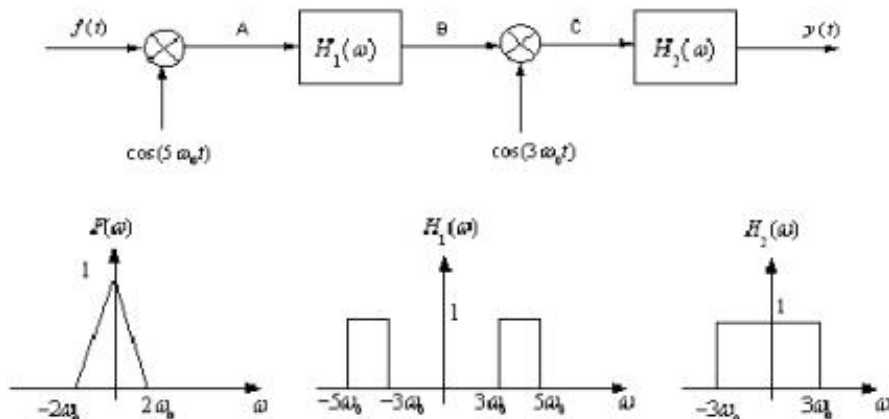 f(t) A H₁(ω) B C H₂(ω) y(t)
cos(5ω₀t) cos(3ω₀t)
F(ω) H₁(ω) H₂(ω)
1 1 1
−2ω₀ 2ω₀ ω −5ω₀ −3ω₀ 3ω₀ 5ω₀ ω −3ω₀ 3ω₀ ω